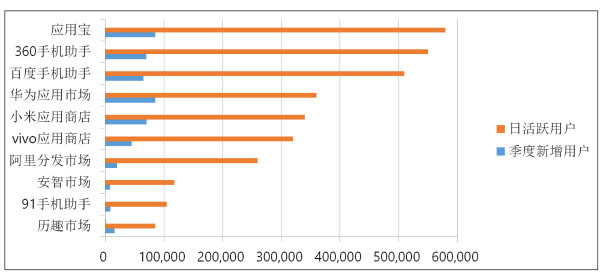 应用宝
360手机助手
百度手机助手
华为应用市场
小米应用商店
vivo应用商店
阿里分发市场
安智市场
91手机助手
历趣市场
日活跃用户
季度新增用户
0 100,000 200,000 300,000 400,000 500,000 600,000